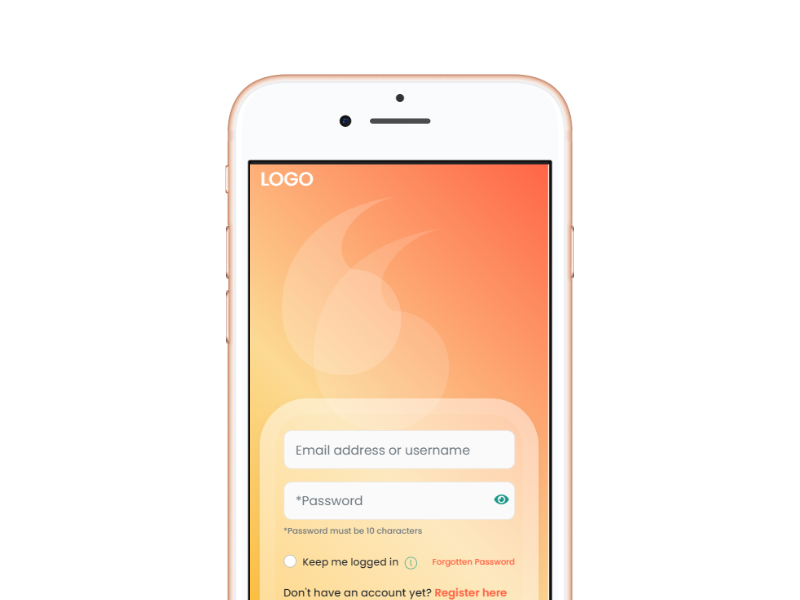 LOGO
Email address or username
*Password
*Password must be 10 characters
Keep me logged in Forgotten Password
Don't have an account yet? Register here